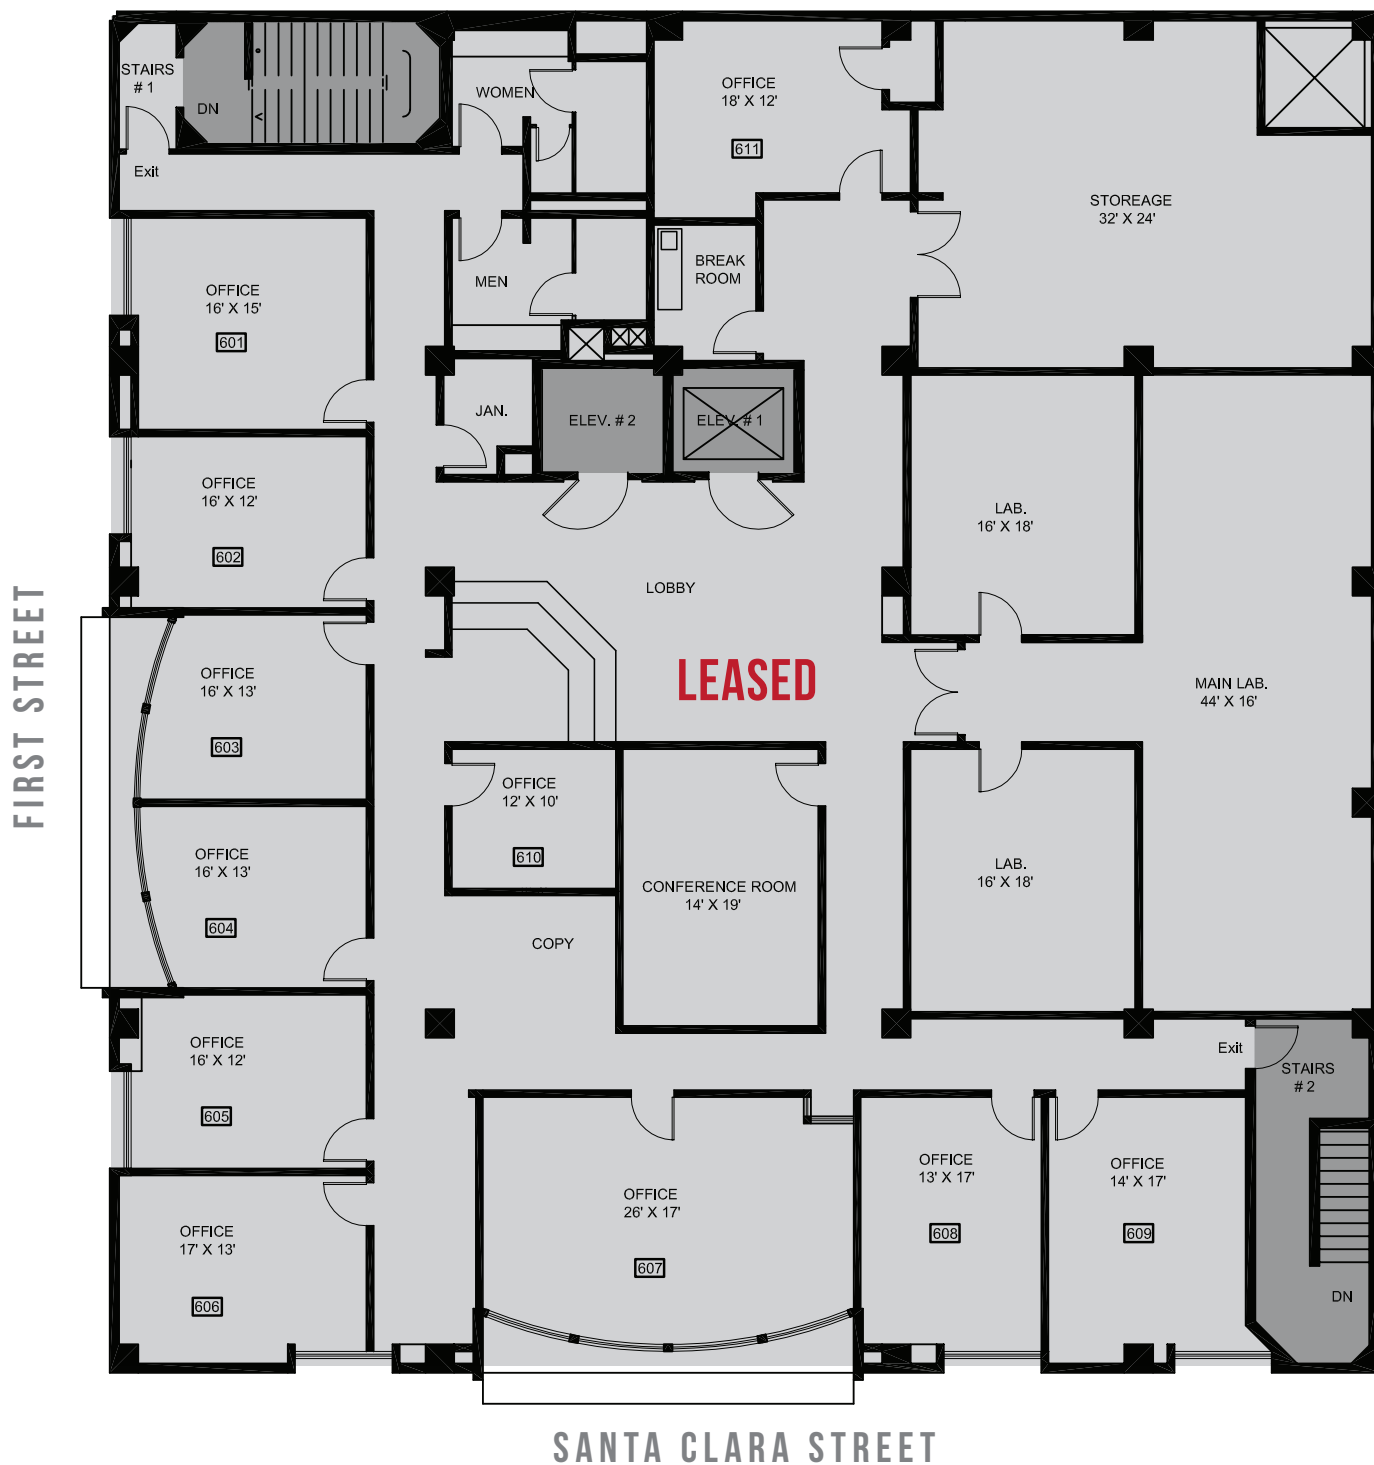 STAIRS
# 1
DN
Exit
WOMEN
OFFICE
18' X 12'
611
STOREAGE
32' X 24'
OFFICE
16' X 15'
601
MEN
BREAK
ROOM
JAN.
ELEV. # 2
ELEV. # 1
OFFICE
16' X 12'
602
LAB.
16' X 18'
LOBBY
LEASED
OFFICE
16' X 13'
603
MAIN LAB.
44' X 16'
FIRST STREET
OFFICE
12' X 10'
610
OFFICE
16' X 13'
604
CONFERENCE ROOM
14' X 19'
LAB.
16' X 18'
COPY
OFFICE
16' X 12'
605
Exit
STAIRS
# 2
OFFICE
17' X 13'
606
OFFICE
26' X 17'
607
OFFICE
13' X 17'
608
OFFICE
14' X 17'
609
DN
SANTA CLARA STREET